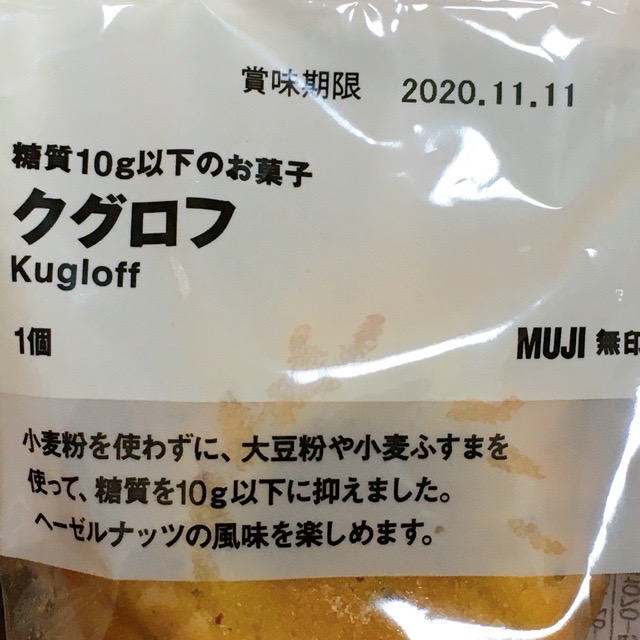 賞味期限 2020.11.11
糖質10g以下のお菓子
クグロフ
Kugloff
1個
MUJI 無印
小麦粉を使わずに、大豆粉や小麦ふすまを
使って、糖質を10g以下に抑えました。
ヘーゼルナッツの風味を楽しめます。